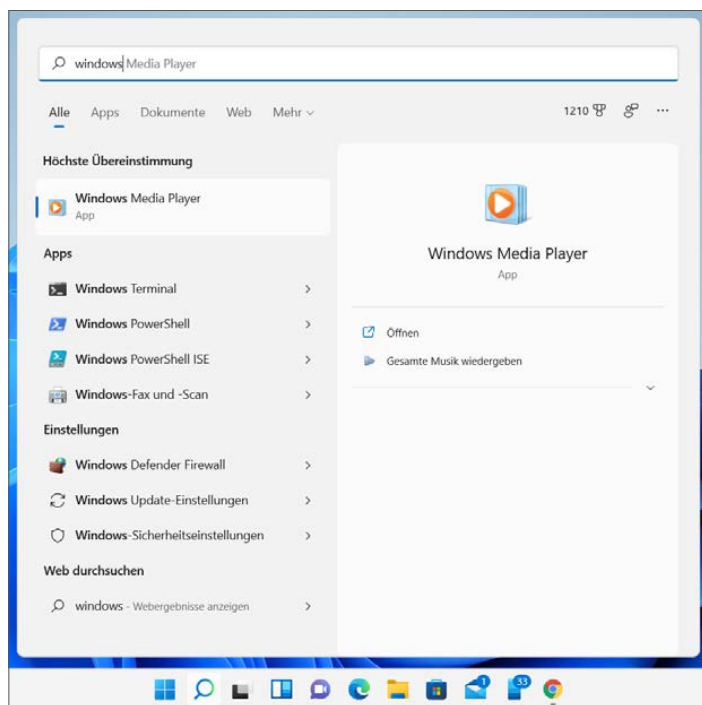 windows Media Player
Alle Apps Dokumente Web Mehr
1210
Höchste Übereinstimmung
Windows Media Player
App
Apps
Windows Terminal
Windows PowerShell
Windows PowerShell ISE
Windows-Fax und -Scan
Einstellungen
Windows Defender Firewall
Windows Update-Einstellungen
Windows-Sicherheitseinstellungen
Web durchsuchen
windows - Webergebnisse anzeigen
Windows Media Player
App
Öffnen
Gesamte Musik wiedergeben
1
33